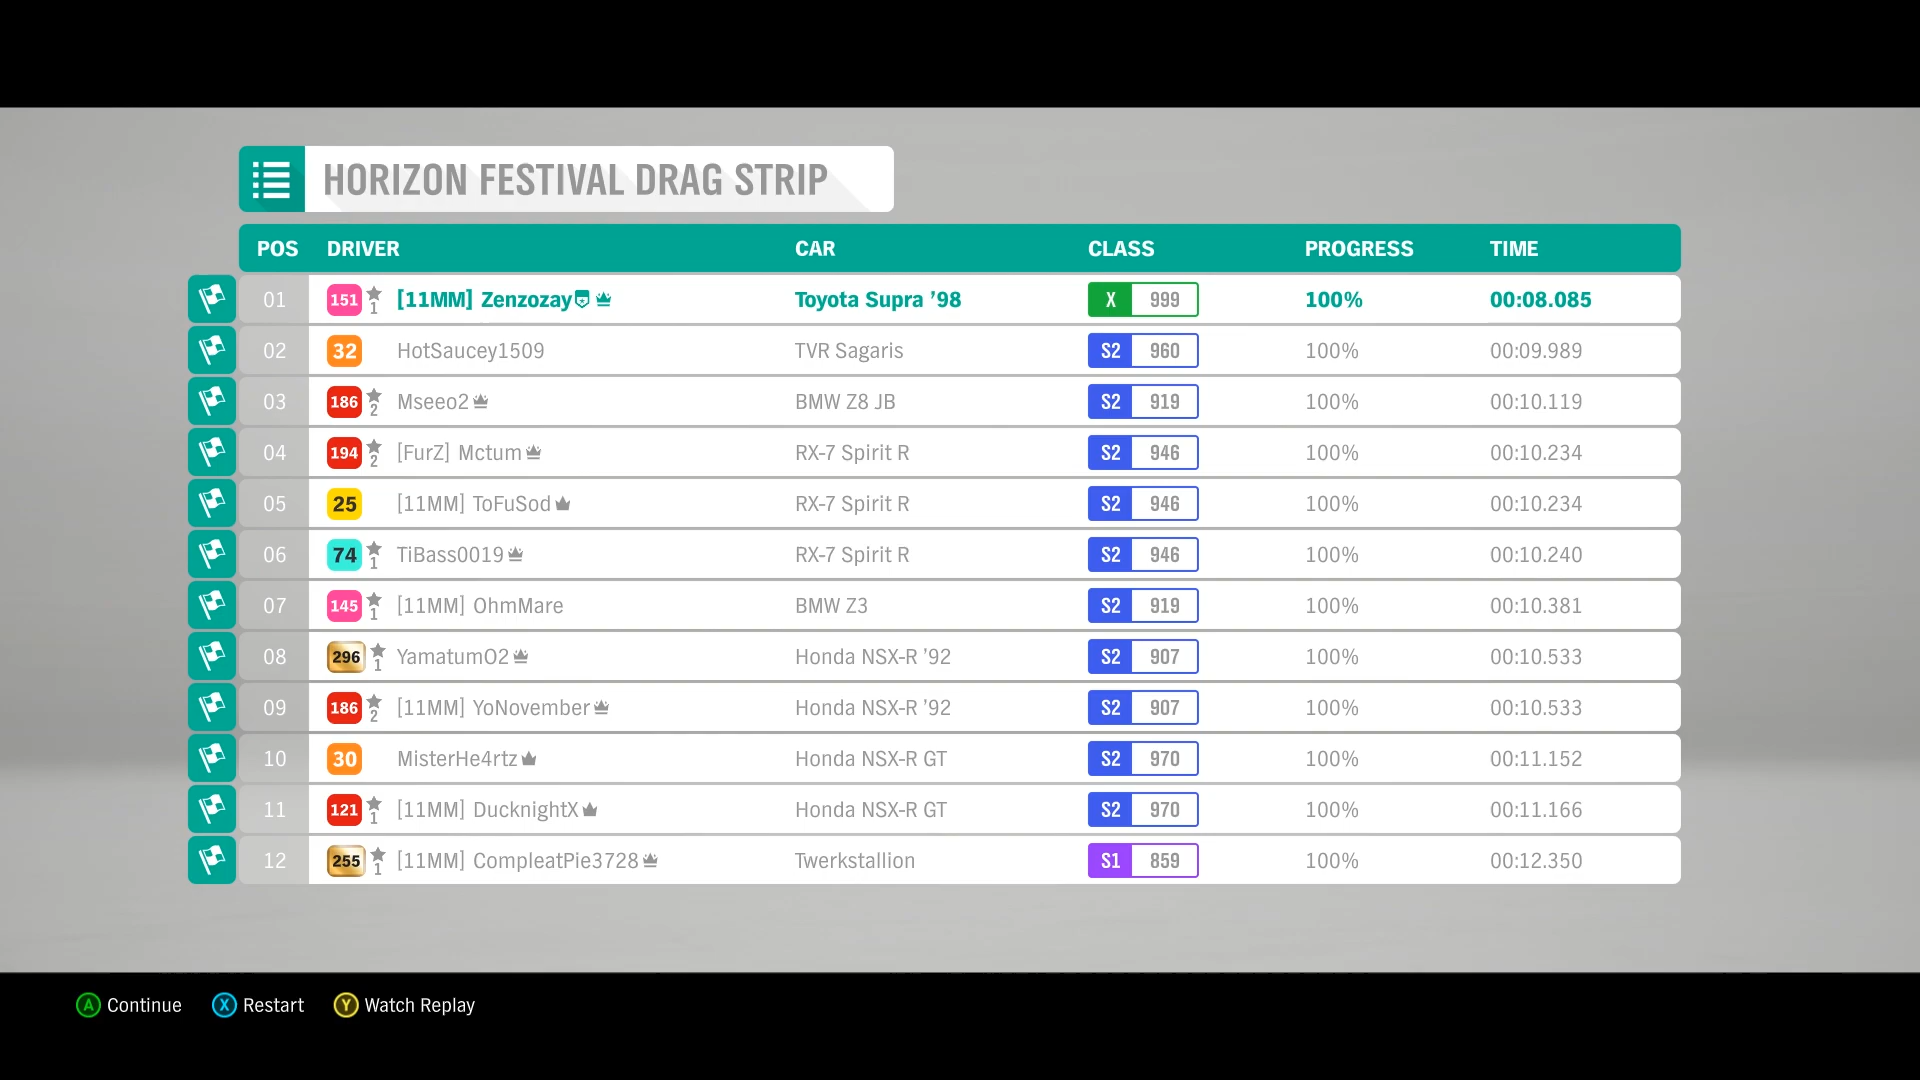 HORIZON FESTIVAL DRAG STRIP
POS DRIVER CAR CLASS PROGRESS TIME
01 151 1 [11MM] Zenzozay Toyota Supra ’98 X 999 100% 00:08.085
02 32 HotSaucey1509 TVR Sagaris S2 960 100% 00:09.989
03 186 2 Mseeo2 BMW Z8 JB S2 919 100% 00:10.119
04 194 2 [FurZ] Mctum RX-7 Spirit R S2 946 100% 00:10.234
05 25 [11MM] ToFuSod RX-7 Spirit R S2 946 100% 00:10.234
06 74 1 TiBass0019 RX-7 Spirit R S2 946 100% 00:10.240
07 145 1 [11MM] OhmMare BMW Z3 S2 919 100% 00:10.381
08 296 1 YamatumO2 Honda NSX-R ’92 S2 907 100% 00:10.533
09 186 2 [11MM] YoNovember Honda NSX-R ’92 S2 907 100% 00:10.533
10 30 MisterHe4rtz Honda NSX-R GT S2 970 100% 00:11.152
11 121 1 [11MM] DucknightX Honda NSX-R GT S2 970 100% 00:11.166
12 255 1 [11MM] CompleatPie3728 Twerkstallion S1 859 100% 00:12.350
A Continue X Restart Y Watch Replay